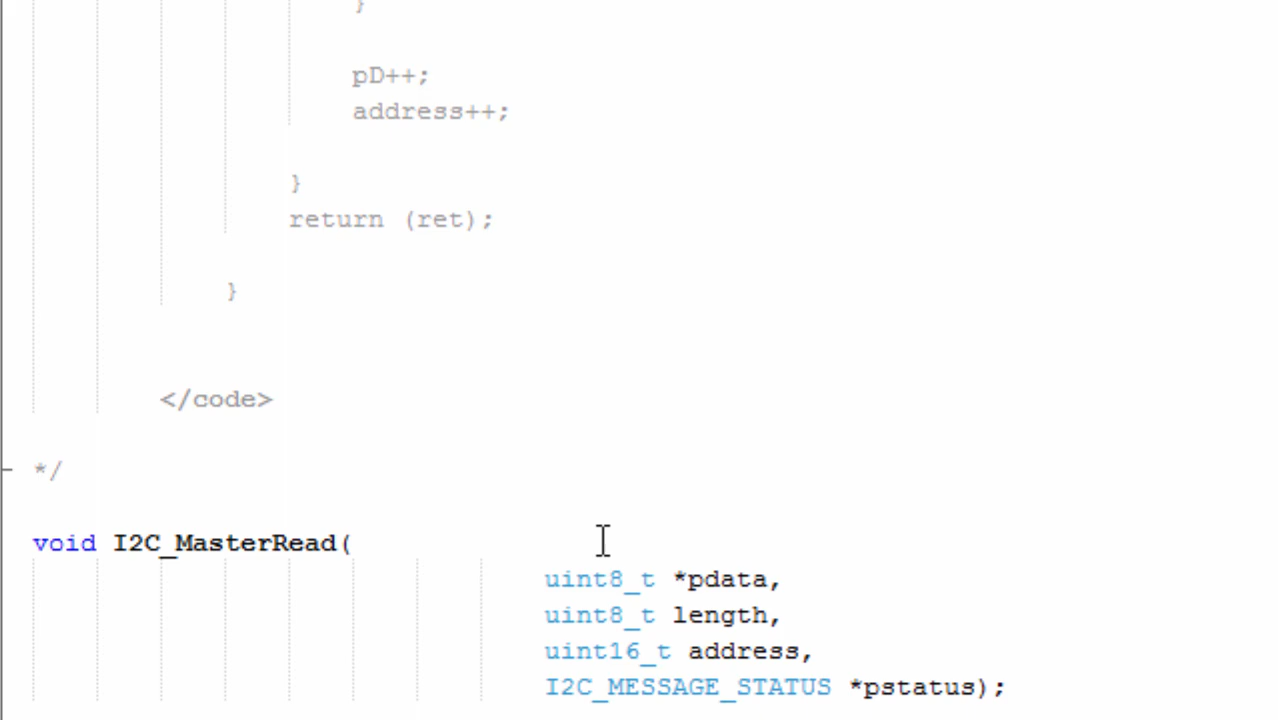 }
pD++;
address++;
}
return (ret);
}
</code>
*/
void I2C_MasterRead(
uint8_t *pdata,
uint8_t length,
uint16_t address,
I2C_MESSAGE_STATUS *pstatus);